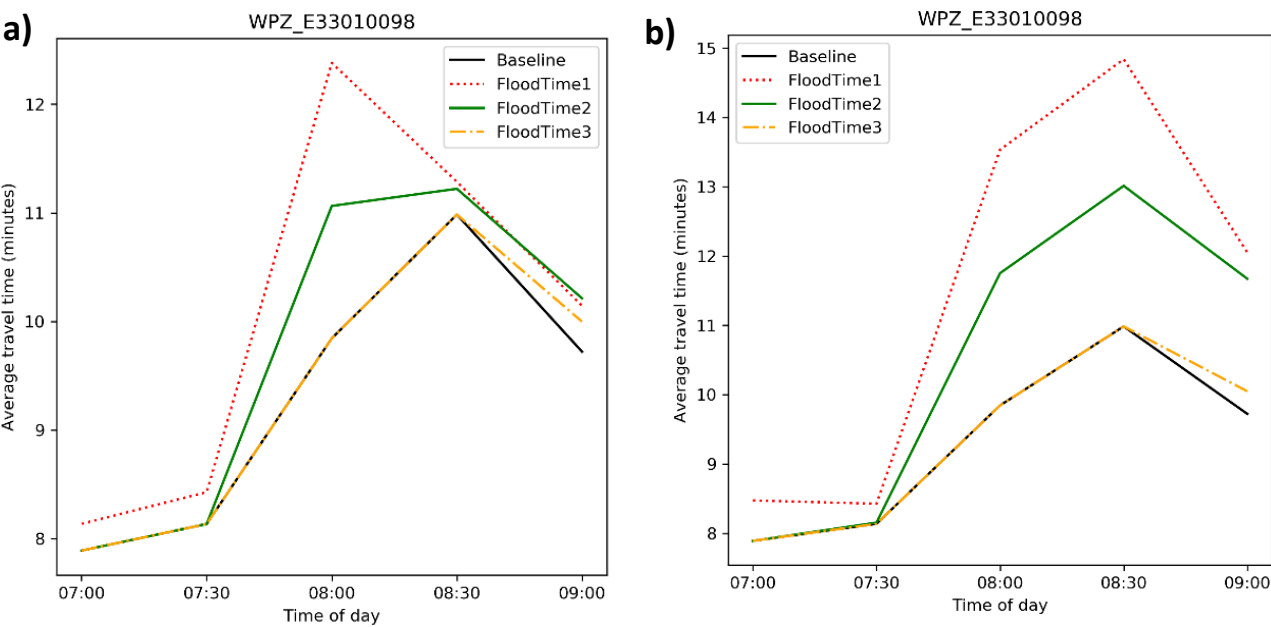 a)
WPZ_E33010098
Average travel time (minutes)
12
11
10
9
8
07:00 07:30 08:00 08:30 09:00
Time of day
Baseline
FloodTime1
FloodTime2
FloodTime3
b)
WPZ_E33010098
Average travel time (minutes)
15
14
13
12
11
10
9
8
07:00 07:30 08:00 08:30 09:00
Time of day
Baseline
FloodTime1
FloodTime2
FloodTime3